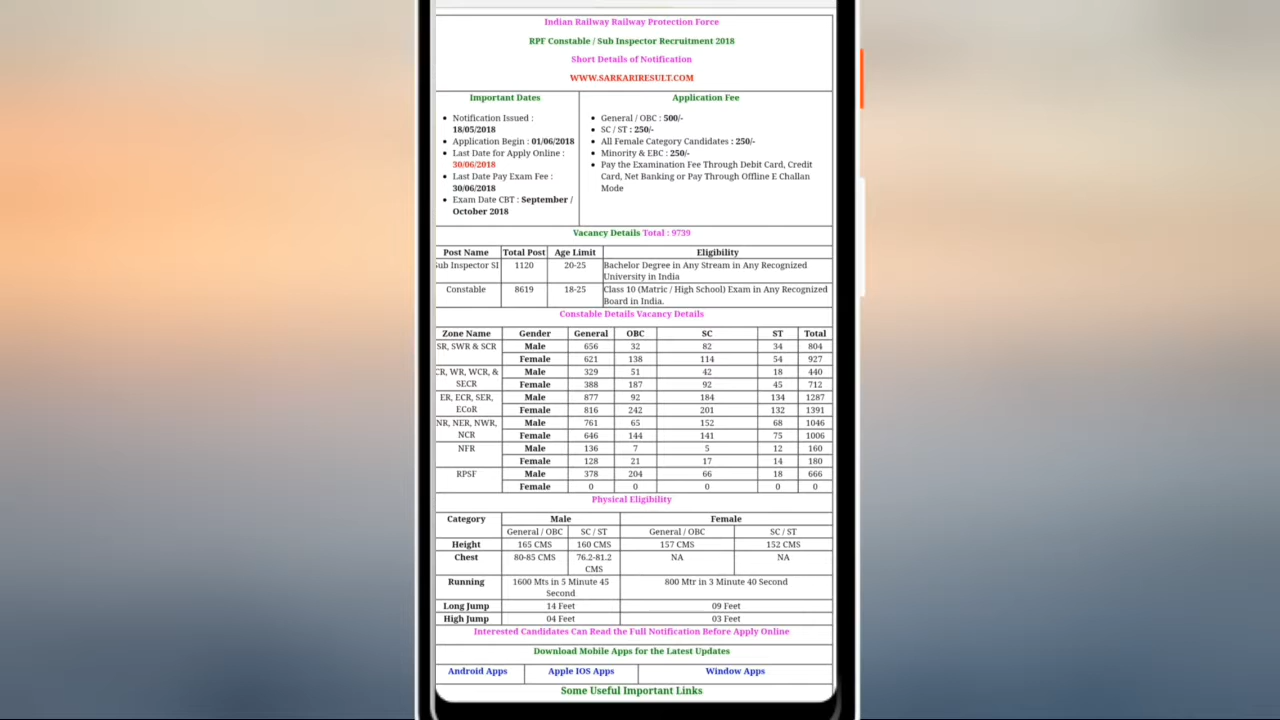 Indian Railway Railway Protection Force
RPF Constable / Sub Inspector Recruitment 2018
Short Details of Notification
WWW.SARKARIRESULT.COM
Important Dates
Notification Issued :
18/05/2018
Application Begin : 01/06/2018
Last Date for Apply Online :
30/06/2018
Last Date Pay Exam Fee :
30/06/2018
Exam Date CBT : September /
October 2018
Application Fee
General / OBC : 500/-
SC / ST : 250/-
All Female Category Candidates : 250/-
Minority & EBC : 250/-
Pay the Examination Fee Through Debit Card, Credit
Card, Net Banking or Pay Through Offline E Challan
Mode
Vacancy Details Total : 9739
Post Name Total Post Age Limit Eligibility
Sub Inspector SI 1120 20-25 Bachelor Degree in Any Stream in Any Recognized
University in India
Constable 8619 18-25 Class 10 (Matric / High School) Exam in Any Recognized
Board in India.
Constable Details Vacancy Details
Zone Name Gender General OBC SC ST Total
SR, SWR & SCR Male 656 32 82 34 804
Female 621 138 114 54 927
CR, WR, WCR, & Male 329 51 42 18 440
SECR Female 388 187 92 45 712
ER, ECR, SER, Male 877 92 184 134 1287
ECoR Female 816 242 201 132 1391
NR, NER, NWR, Male 761 65 152 68 1046
NCR Female 646 144 141 75 1006
NFR Male 136 7 5 12 160
Female 128 21 17 14 180
RPSF Male 378 204 66 18 666
Female 0 0 0 0 0
Physical Eligibility
Category Male Female
General / OBC SC / ST General / OBC SC / ST
Height 165 CMS 160 CMS 157 CMS 152 CMS
Chest 80-85 CMS 76.2-81.2 NA NA
CMS
Running 1600 Mts in 5 Minute 45 800 Mtr in 3 Minute 40 Second
Second
Long Jump 14 Feet 09 Feet
High Jump 04 Feet 03 Feet
Interested Candidates Can Read the Full Notification Before Apply Online
Download Mobile Apps for the Latest Updates
Android Apps Apple IOS Apps Window Apps
Some Useful Important Links